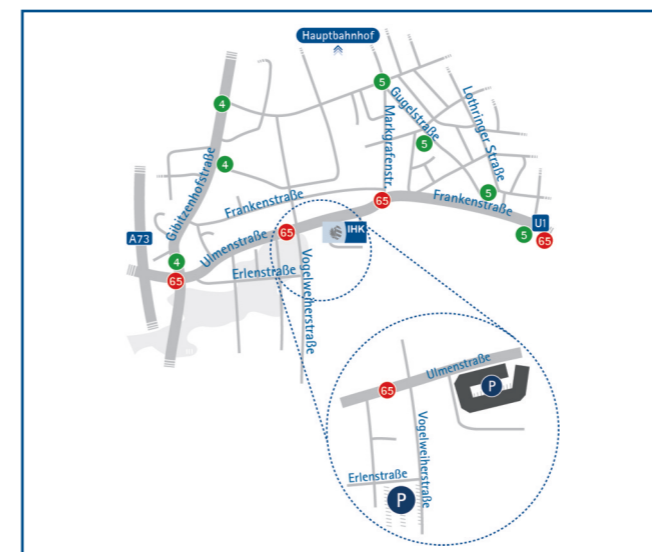 Hauptbahnhof
5
4
Gugelstraße
Markgrafenstr.
Lothringer Straße
5
4
Gibitzenhofstraße
5
Frankenstraße
65
Frankenstraße
U1
IHK
65
5
65
A73
Ulmenstraße
4
65
Erlenstraße
Vogelweiherstraße
Ulmenstraße
65
P
Vogelweiherstraße
Erlenstraße
P